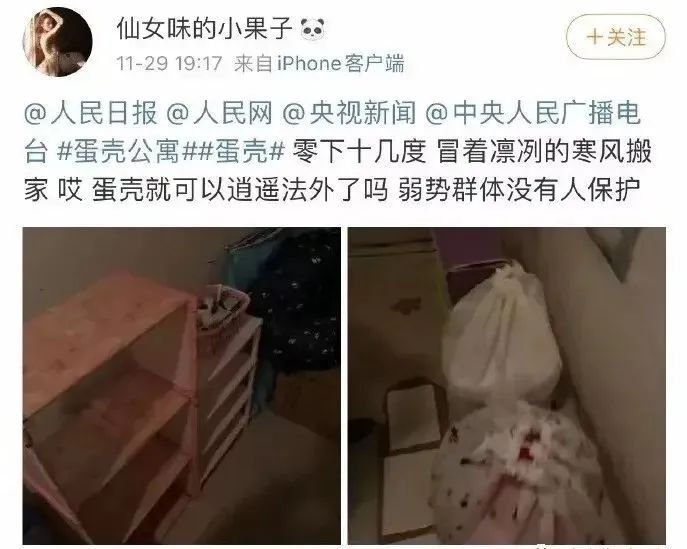 仙女味的小果子
11-29 19:17 来自iPhone客户端
+关注
@人民日报 @人民网 @央视新闻 @中央人民广播电
台 #蛋壳公寓##蛋壳# 零下十几度 冒着凛冽的寒风搬
家 哎 蛋壳就可以逍遥法外了吗 弱势群体没有人保护